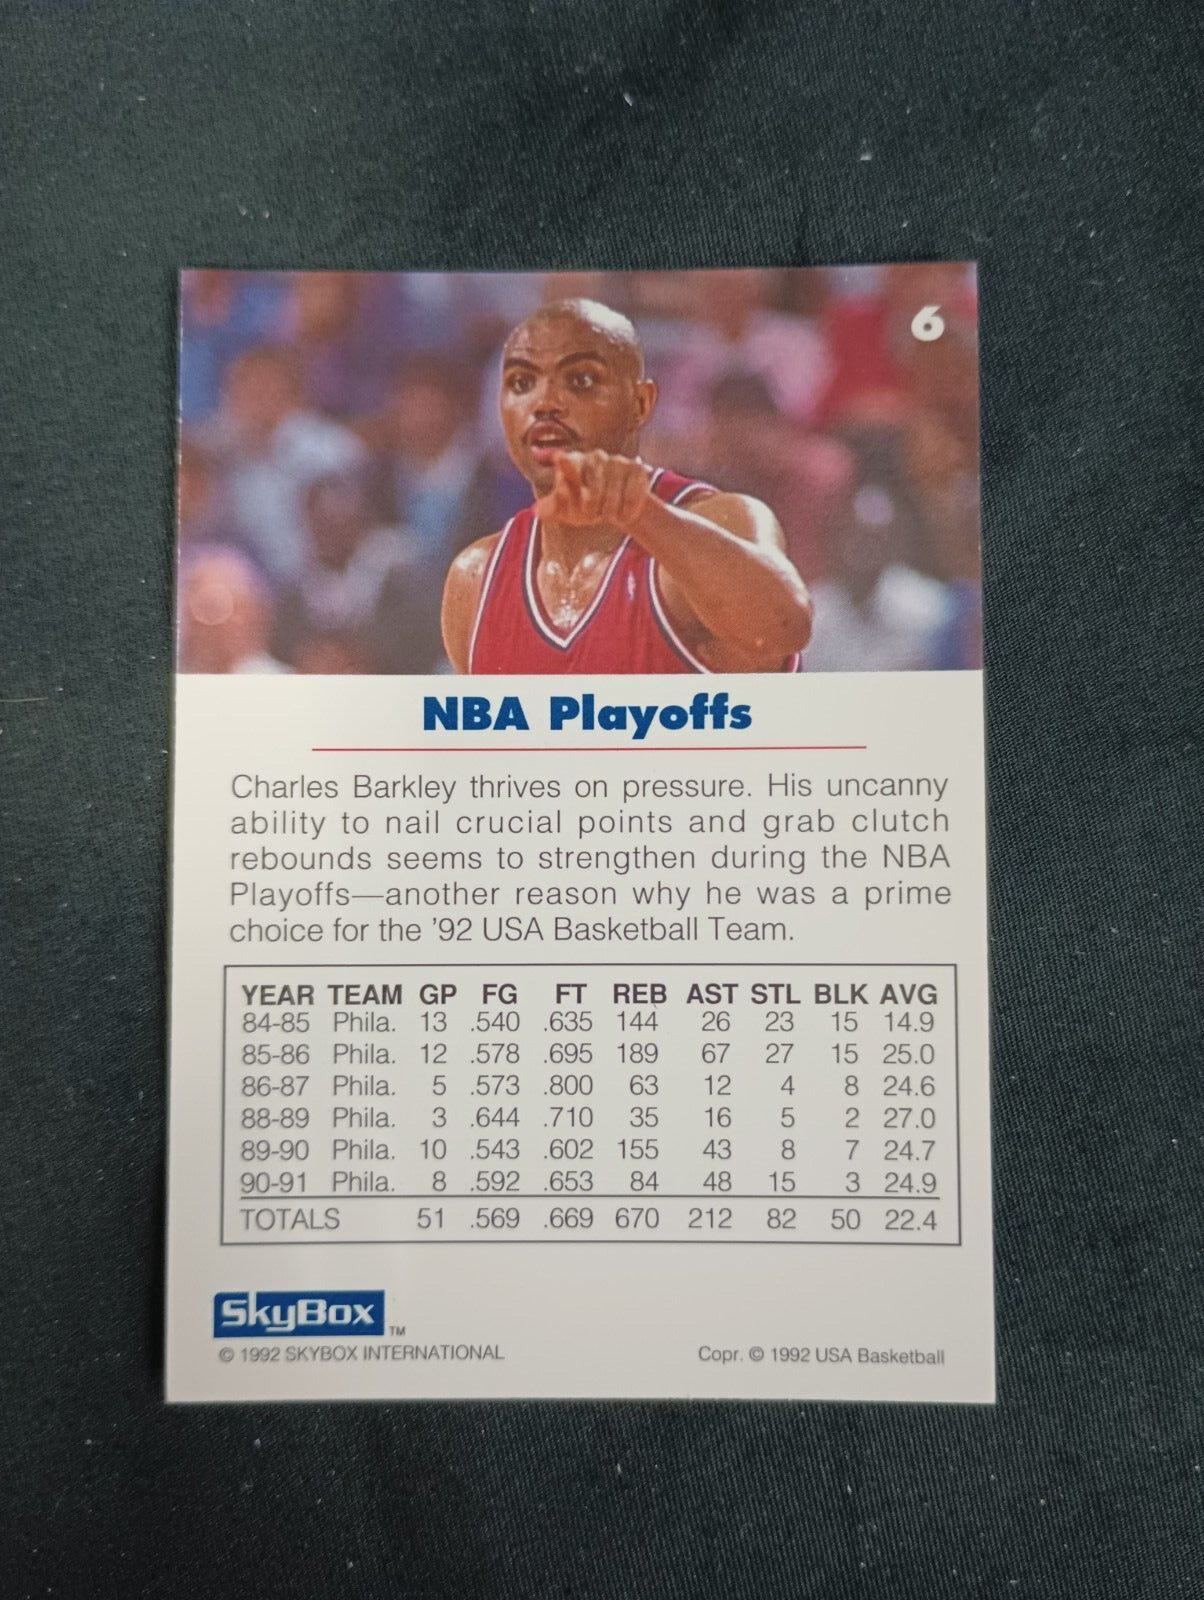 6
NBA Playoffs
Charles Barkley thrives on pressure. His uncanny
ability to nail crucial points and grab clutch
rebounds seems to strengthen during the NBA
Playoffs—another reason why he was a prime
choice for the '92 USA Basketball Team.
YEAR TEAM GP FG FT REB AST STL BLK AVG
84-85 Phila. 13 .540 .635 144 26 23 15 14.9
85-86 Phila. 12 .578 .695 189 67 27 15 25.0
86-87 Phila. 5 .573 .800 63 12 4 8 24.6
88-89 Phila. 3 .644 .710 35 16 5 2 27.0
89-90 Phila. 10 .543 .602 155 43 8 7 24.7
90-91 Phila. 8 .592 .653 84 48 15 3 24.9
TOTALS 51 .569 .669 670 212 82 50 22.4
SkyBox TM
© 1992 SKYBOX INTERNATIONAL Copr. © 1992 USA Basketball